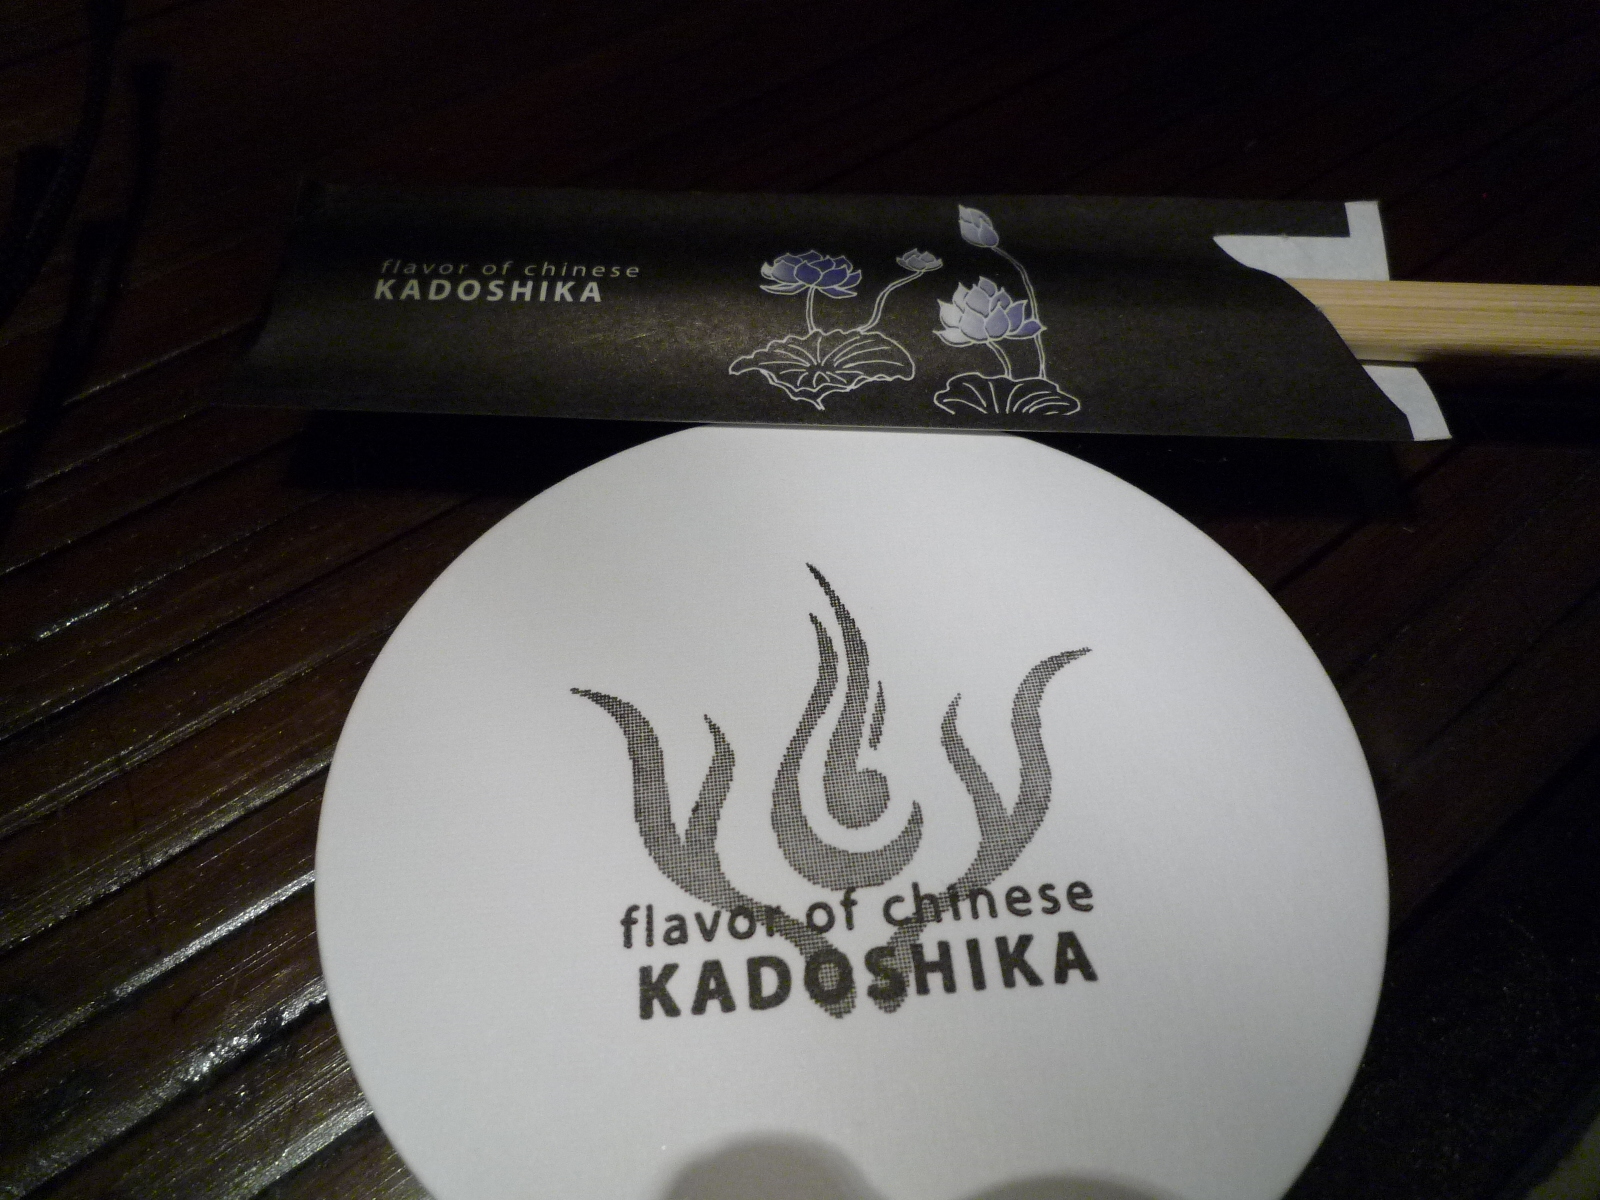 flavor of chinese
KADOSHIKA
flavor of chinese
KADOSHIKA